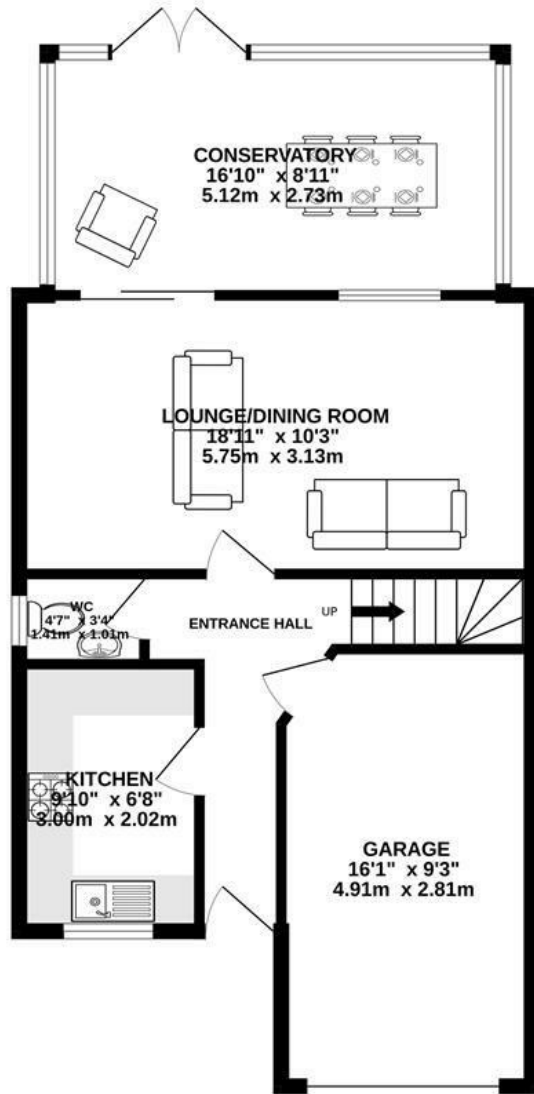 CONSERVATORY
16'10" x 8'11"
5.12m x 2.73m
LOUNGE/DINING ROOM
18'11" x 10'3"
5.75m x 3.13m
WC
4'7" x 3'4"
1.41m x 1.01m
ENTRANCE HALL
UP
KITCHEN
9'10" x 6'8"
3.00m x 2.02m
GARAGE
16'1" x 9'3"
4.91m x 2.81m